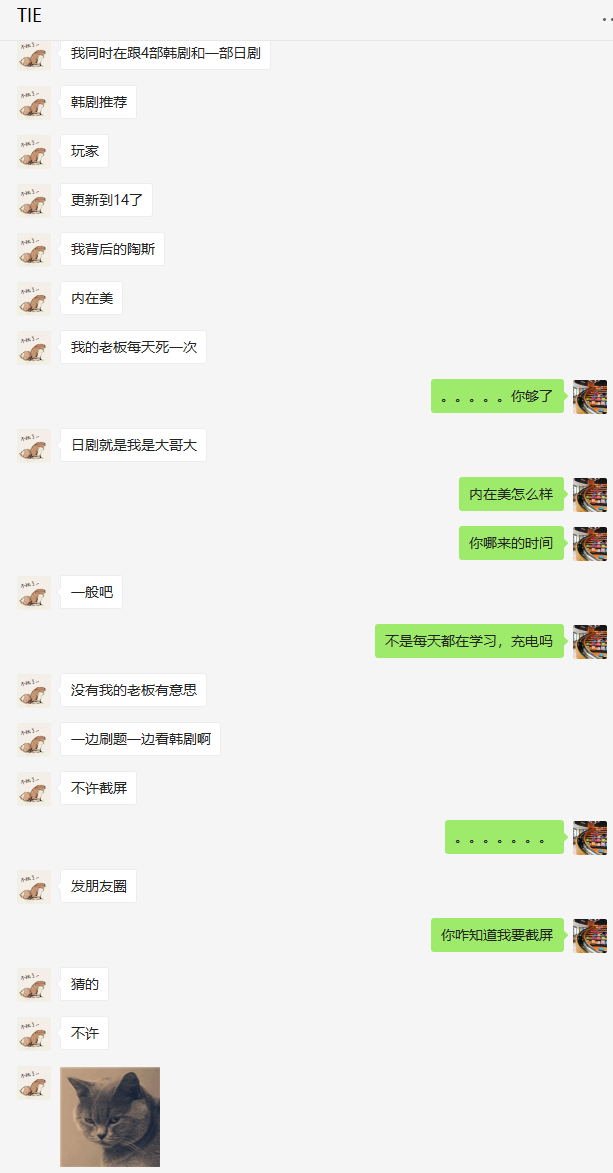 TIE
我同时在跟4部韩剧和一部日剧
韩剧推荐
玩家
更新到14了
我背后的陶斯
内在美
我的老板每天死一次
。。。。。你够了
日剧就是我是大哥大
内在美怎么样
你哪来的时间
一般吧
不是每天都在学习，充电吗
没有我的老板有意思
一边刷题一边看韩剧啊
不许截屏
。。。。。。。
发朋友圈
你咋知道我要截屏
猜的
不许